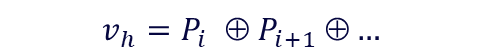 v_h = P_i ⊕ P_{i+1} ⊕ ...